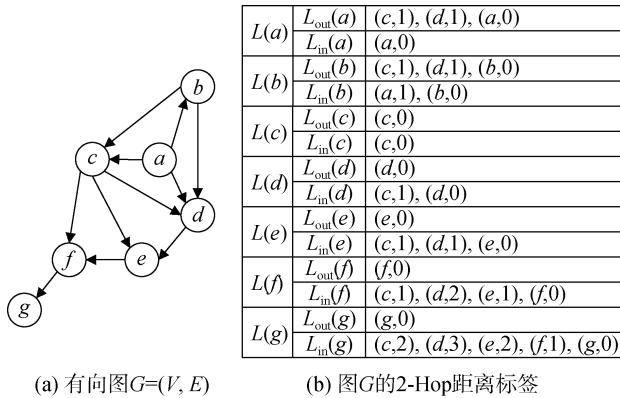 b
c
a
d
f
e
g
(a) 有向图G=(V, E)
L(a) Lout(a) (c,1), (d,1), (a,0)
Lin(a) (a,0)
L(b) Lout(b) (c,1), (d,1), (b,0)
Lin(b) (a,1), (b,0)
L(c) Lout(c) (c,0)
Lin(c) (c,0)
L(d) Lout(d) (d,0)
Lin(d) (c,1), (d,0)
L(e) Lout(e) (e,0)
Lin(e) (c,1), (d,1), (e,0)
L(f) Lout(f) (f,0)
Lin(f) (c,1), (d,2), (e,1), (f,0)
L(g) Lout(g) (g,0)
Lin(g) (c,2), (d,3), (e,2), (f,1), (g,0)
(b) 图G的2-Hop距离标签